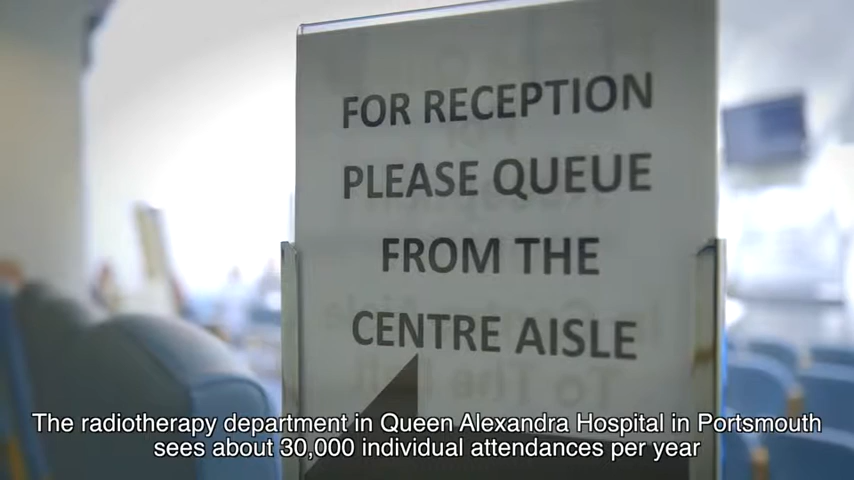 FOR RECEPTION
PLEASE QUEUE
FROM THE
CENTRE AISLE
The radiotherapy department in Queen Alexandra Hospital in Portsmouth
sees about 30,000 individual attendances per year